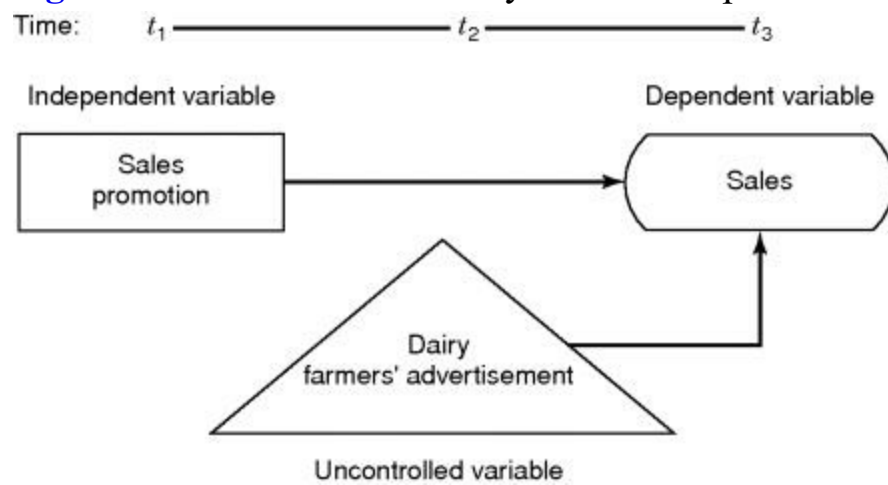 Time: t1 t2 t3
Independent variable
Dependent variable
Sales
promotion
Sales
Dairy
farmers' advertisement
Uncontrolled variable